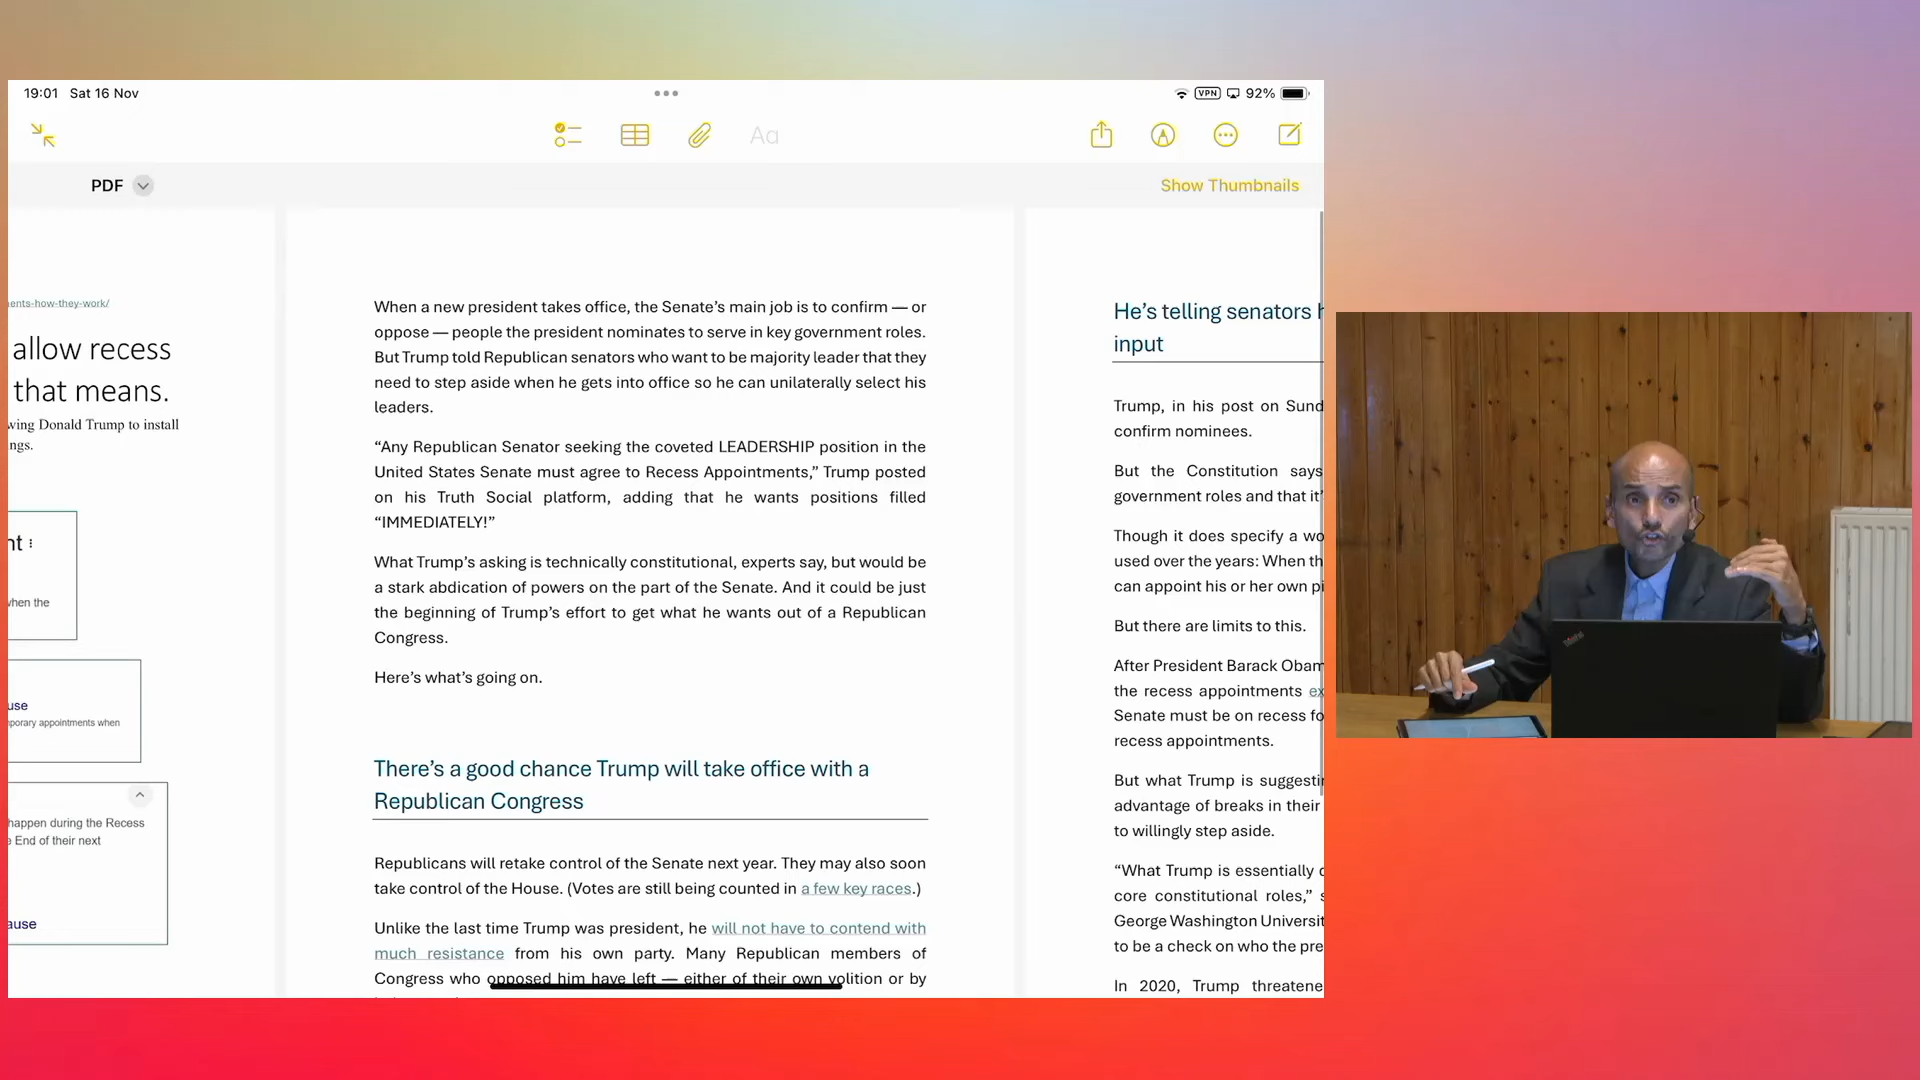 19:01 Sat 16 Nov
VPN 92%
Aa
PDF
Show Thumbnails
ents-how-they-work/
allow recess
that means.
wing Donald Trump to install
ngs.
nt
when the
use
porary appointments when
happen during the Recess
e End of their next
ause
When a new president takes office, the Senate’s main job is to confirm — or
oppose — people the president nominates to serve in key government roles.
But Trump told Republican senators who want to be majority leader that they
need to step aside when he gets into office so he can unilaterally select his
leaders.
“Any Republican Senator seeking the coveted LEADERSHIP position in the
United States Senate must agree to Recess Appointments,” Trump posted
on his Truth Social platform, adding that he wants positions filled
“IMMEDIATELY!”
What Trump’s asking is technically constitutional, experts say, but would be
a stark abdication of powers on the part of the Senate. And it could be just
the beginning of Trump’s effort to get what he wants out of a Republican
Congress.
Here’s what’s going on.
There’s a good chance Trump will take office with a
Republican Congress
Republicans will retake control of the Senate next year. They may also soon
take control of the House. (Votes are still being counted in a few key races.)
Unlike the last time Trump was president, he will not have to contend with
much resistance from his own party. Many Republican members of
Congress who opposed him have left — either of their own volition or by
He’s telling senators h
input
Trump, in his post on Sund
confirm nominees.
But the Constitution says
government roles and that it’
Though it does specify a wo
used over the years: When th
can appoint his or her own pi
But there are limits to this.
After President Barack Obam
the recess appointments ex
Senate must be on recess fo
recess appointments.
But what Trump is suggesti
advantage of breaks in their
to willingly step aside.
“What Trump is essentially
core constitutional roles,” s
George Washington Universit
to be a check on who the pre
In 2020, Trump threatene
ThinkPad